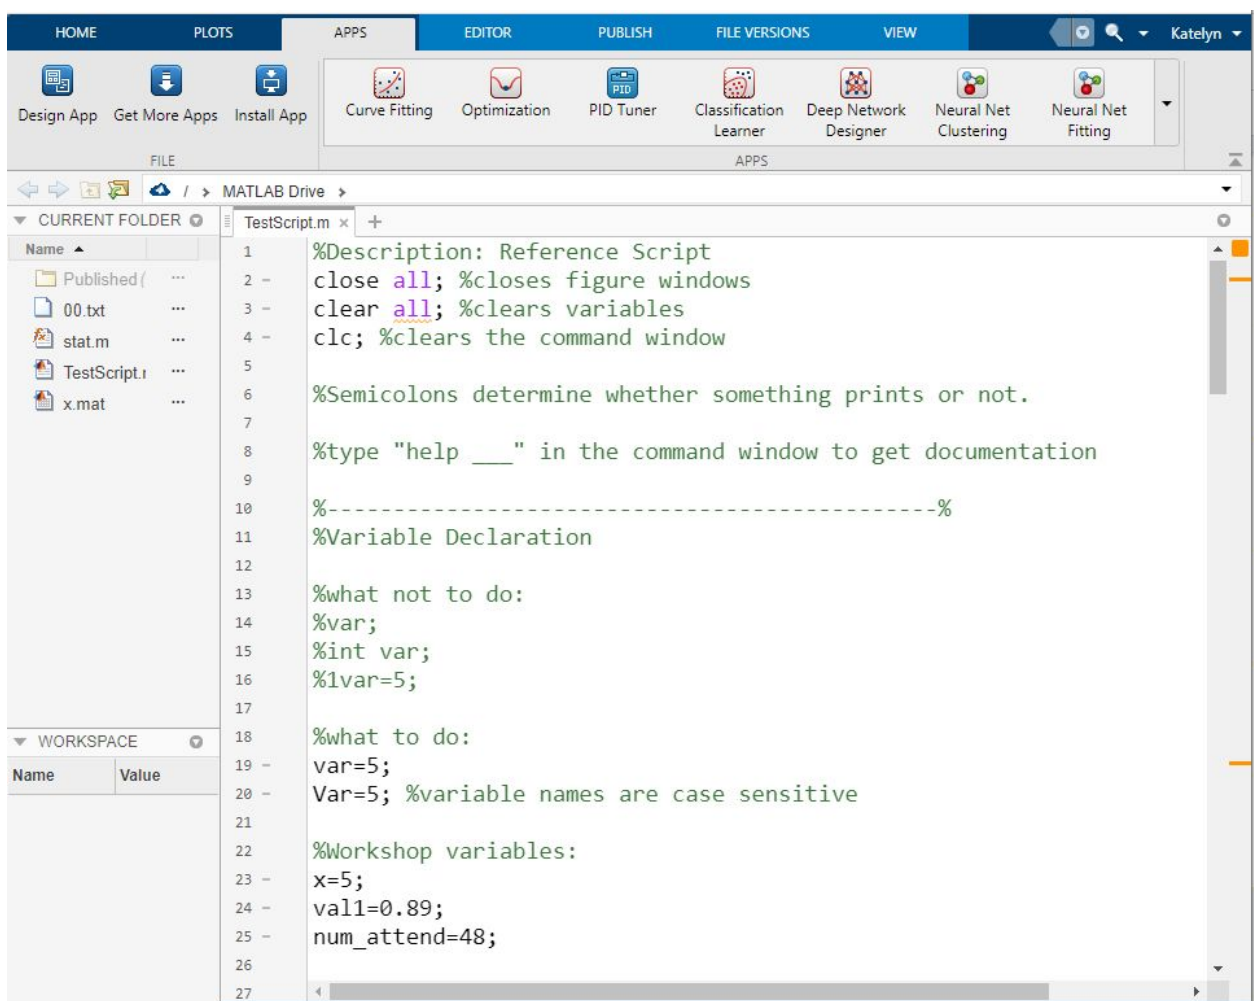 HOME PLOTS APPS EDITOR PUBLISH FILE VERSIONS VIEW Katelyn
Design App Get More Apps Install App Curve Fitting Optimization PID Tuner Classification Learner Deep Network Designer Neural Net Clustering Neural Net Fitting
PID
FILE APPS
/ > MATLAB Drive >
CURRENT FOLDER
Name
Published (
00.txt
stat.m
TestScript.r
x.mat
WORKSPACE
Name Value
TestScript.m × +
1 %Description: Reference Script
2 – close all; %closes figure windows
3 – clear all; %clears variables
4 – clc; %clears the command window
5
6 %Semicolons determine whether something prints or not.
7
8 %type "help ___" in the command window to get documentation
9
10 %----------------------------------------------%
11 %Variable Declaration
12
13 %what not to do:
14 %var;
15 %int var;
16 %1var=5;
17
18 %what to do:
19 – var=5;
20 – Var=5; %variable names are case sensitive
21
22 %Workshop variables:
23 – x=5;
24 – val1=0.89;
25 – num_attend=48;
26
27